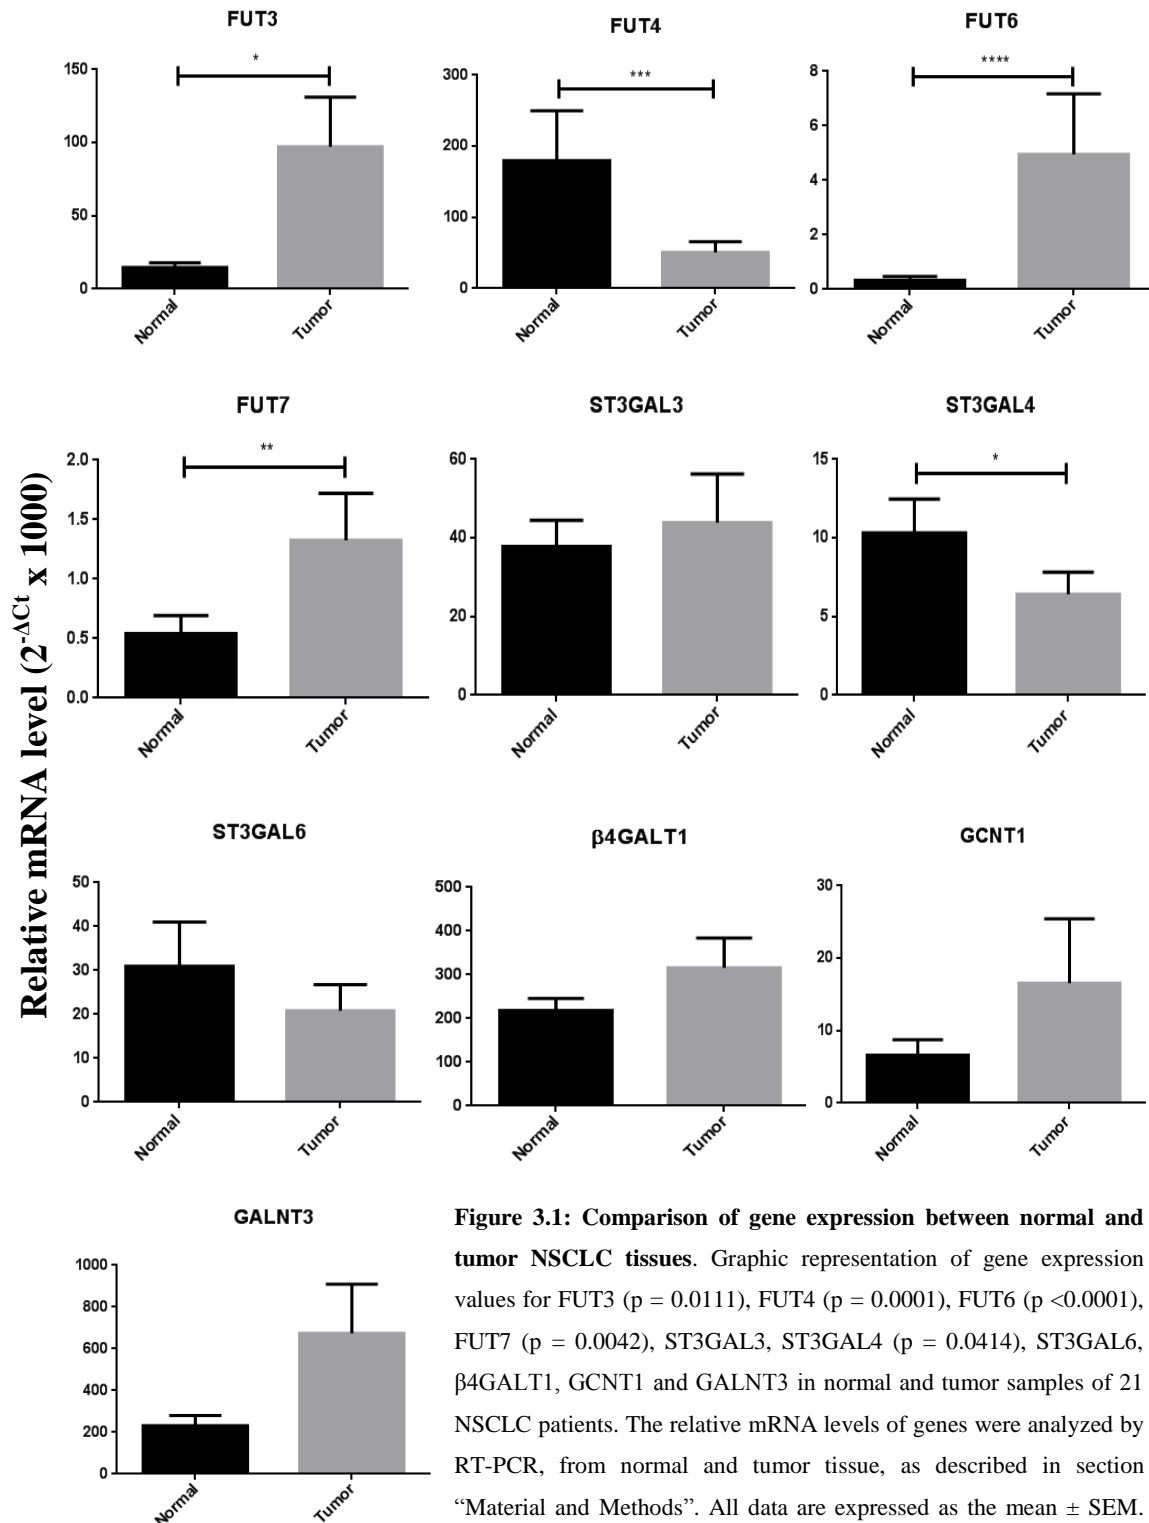 FUT3
*
150
100
50
0
Normal
Tumor
FUT4
***
300
200
100
0
Normal
Tumor
FUT6
****
8
6
4
2
0
Normal
Tumor
Relative mRNA level (2^-ΔCt x 1000)
FUT7
**
2.0
1.5
1.0
0.5
0.0
Normal
Tumor
ST3GAL3
60
40
20
0
Normal
Tumor
ST3GAL4
*
15
10
5
0
Normal
Tumor
ST3GAL6
50
40
30
20
10
0
Normal
Tumor
β4GALT1
500
400
300
200
100
0
Normal
Tumor
GCNT1
30
20
10
0
Normal
Tumor
GALNT3
1000
800
600
400
200
0
Normal
Tumor
Figure 3.1: Comparison of gene expression between normal and
tumor NSCLC tissues. Graphic representation of gene expression
values for FUT3 (p = 0.0111), FUT4 (p = 0.0001), FUT6 (p <0.0001),
FUT7 (p = 0.0042), ST3GAL3, ST3GAL4 (p = 0.0414), ST3GAL6,
β4GALT1, GCNT1 and GALNT3 in normal and tumor samples of 21
NSCLC patients. The relative mRNA levels of genes were analyzed by
RT-PCR, from normal and tumor tissue, as described in section
“Material and Methods”. All data are expressed as the mean ± SEM.